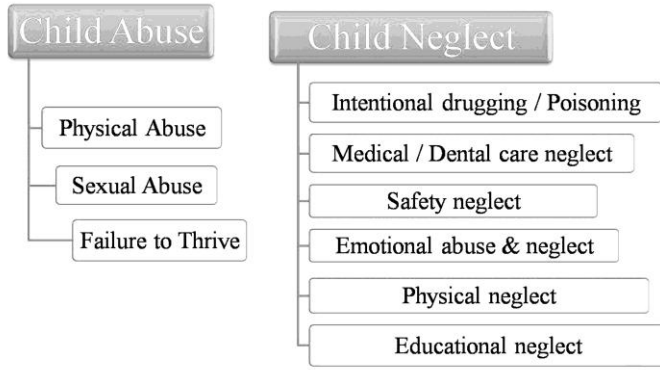 Child Abuse
Physical Abuse
Sexual Abuse
Failure to Thrive
Child Neglect
Intentional drugging / Poisoning
Medical / Dental care neglect
Safety neglect
Emotional abuse & neglect
Physical neglect
Educational neglect